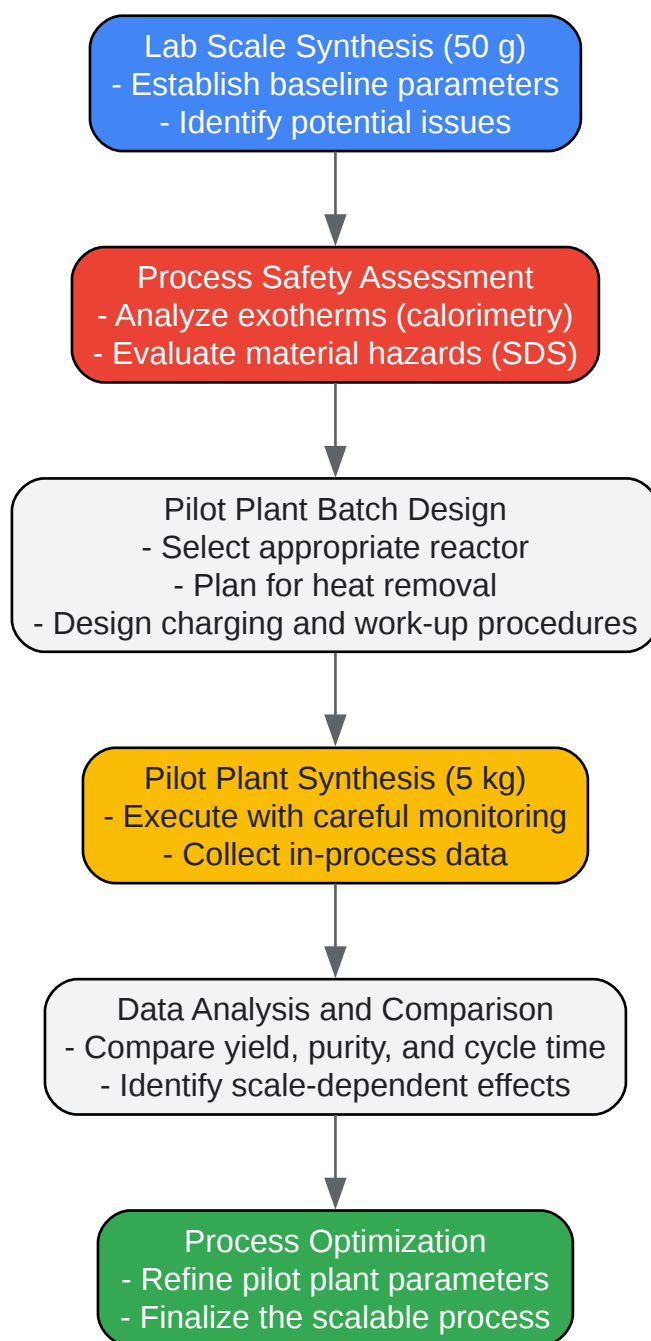 Lab Scale Synthesis (50 g)
- Establish baseline parameters
- Identify potential issues
Process Safety Assessment
- Analyze exotherms (calorimetry)
- Evaluate material hazards (SDS)
Pilot Plant Batch Design
- Select appropriate reactor
- Plan for heat removal
- Design charging and work-up procedures
Pilot Plant Synthesis (5 kg)
- Execute with careful monitoring
- Collect in-process data
Data Analysis and Comparison
- Compare yield, purity, and cycle time
- Identify scale-dependent effects
Process Optimization
- Refine pilot plant parameters
- Finalize the scalable process